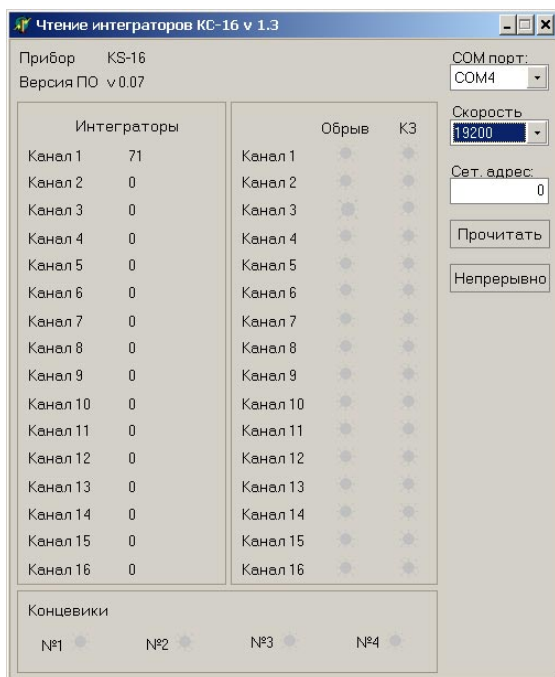 Чтение интеграторов КС-16 v 1.3
Прибор KS-16
Версия ПО v 0.07
COM порт:
COM4
Скорость
19200
Сет. адрес:
0
Прочитать
Непрерывно
Интеграторы
Канал 1 71
Канал 2 0
Канал 3 0
Канал 4 0
Канал 5 0
Канал 6 0
Канал 7 0
Канал 8 0
Канал 9 0
Канал 10 0
Канал 11 0
Канал 12 0
Канал 13 0
Канал 14 0
Канал 15 0
Канал 16 0
Обрыв КЗ
Канал 1
Канал 2
Канал 3
Канал 4
Канал 5
Канал 6
Канал 7
Канал 8
Канал 9
Канал 10
Канал 11
Канал 12
Канал 13
Канал 14
Канал 15
Канал 16
Концевики
№1 №2 №3 №4